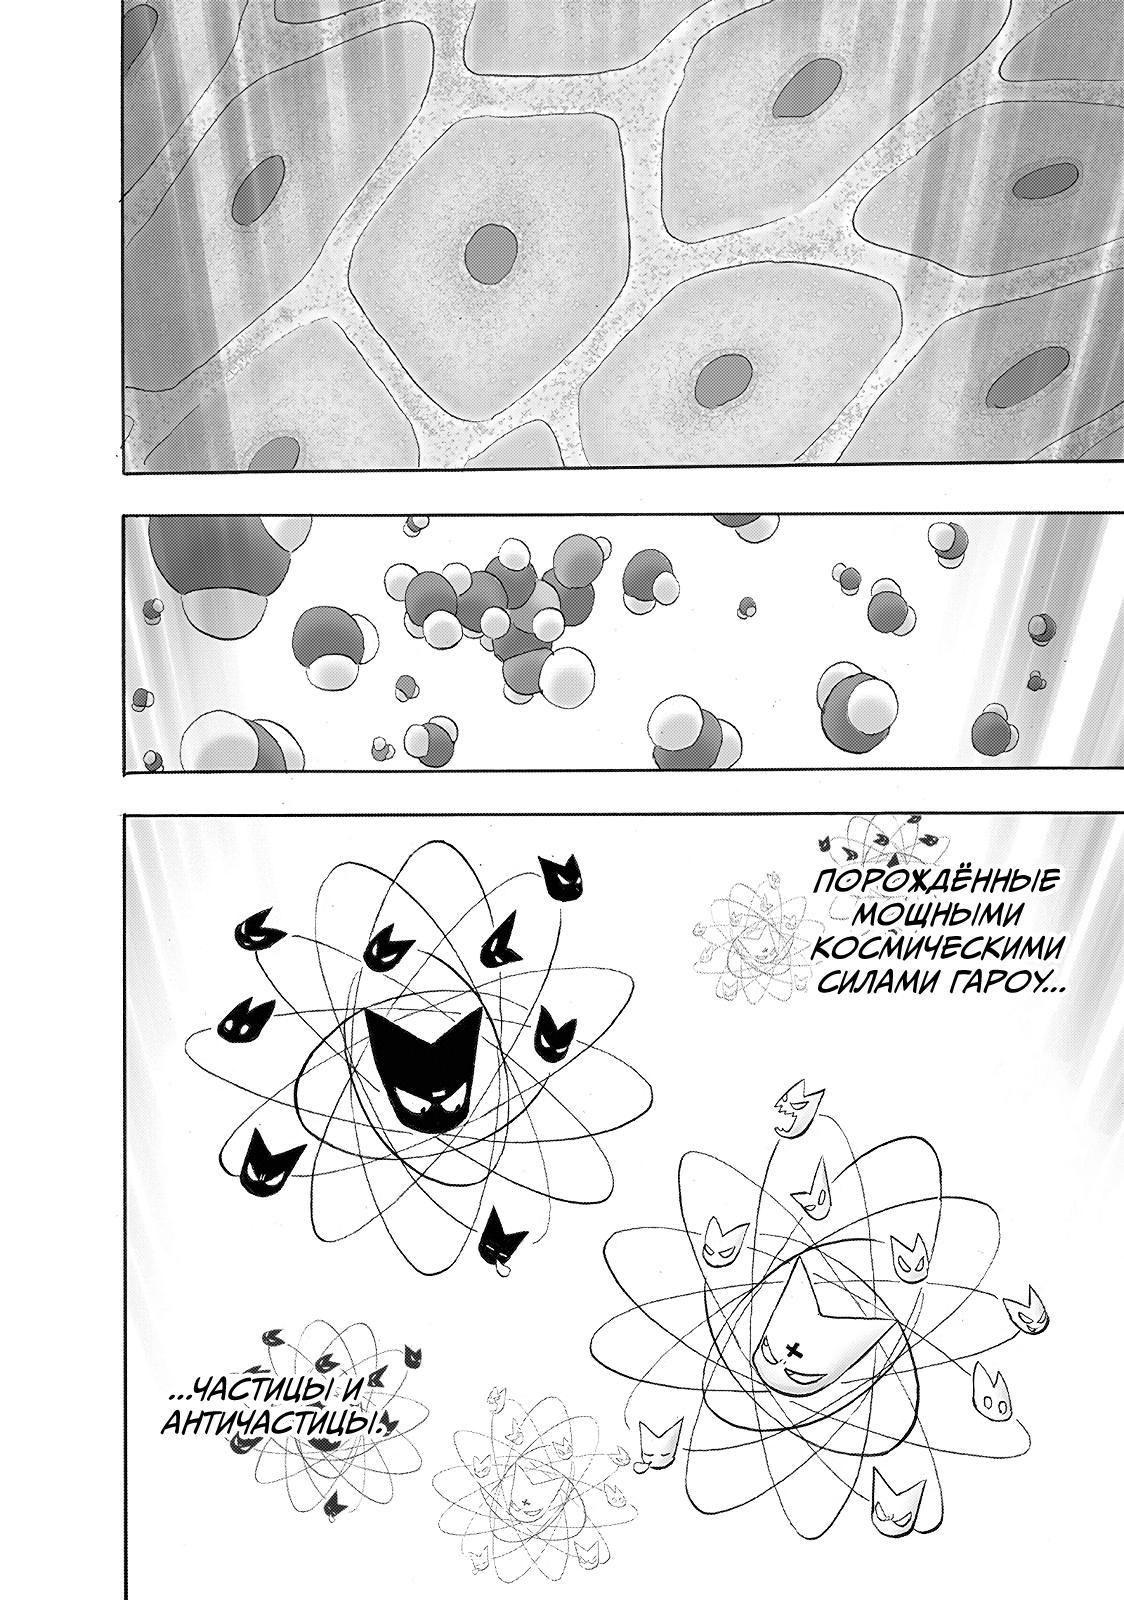 ПОРОЖДЁННЫЕ
МОЩНЫМИ
КОСМИЧЕСКИМИ
СИЛАМИ ГАРОУ...
...ЧАСТИЦЫ И
АНТИЧАСТИЦЫ.